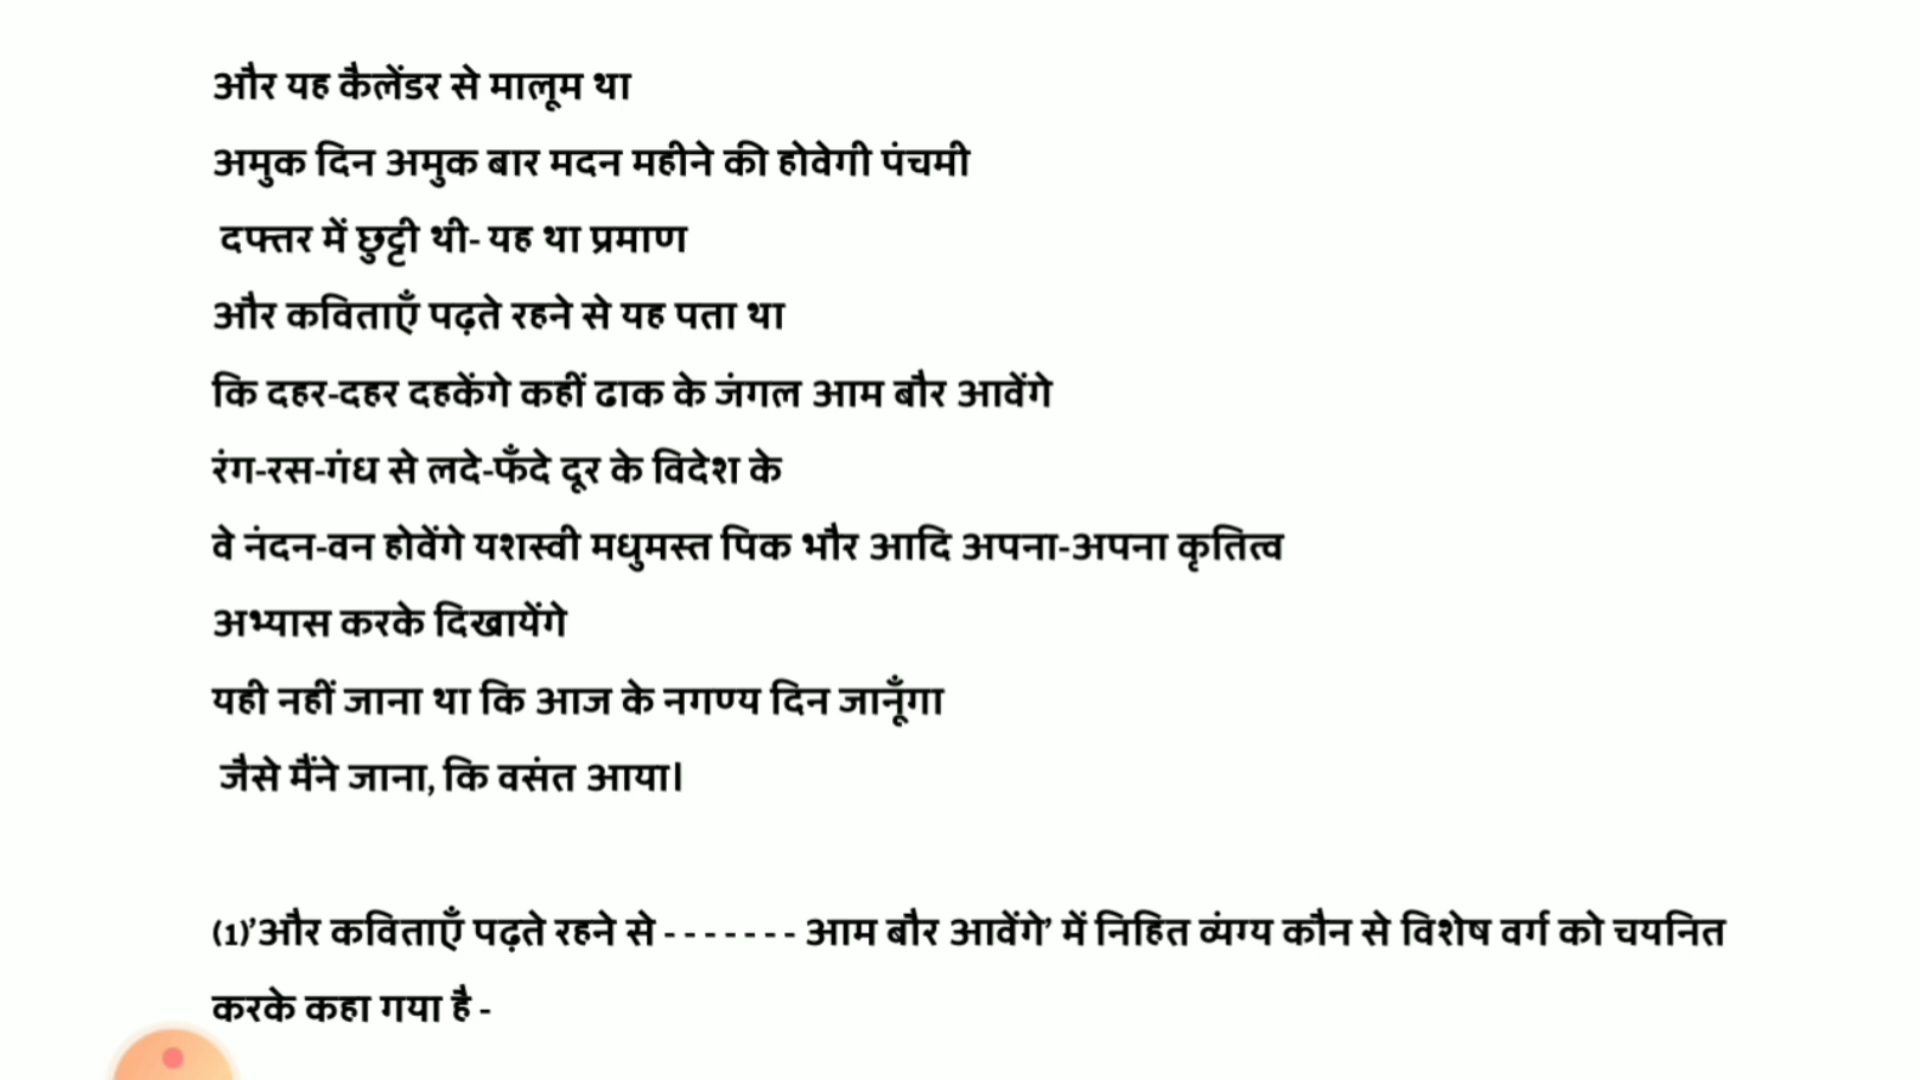 और यह कैलेंडर से मालूम था
अमुक दिन अमुक बार मदन महीने की होवेगी पंचमी
दफ्तर में छुट्टी थी- यह था प्रमाण
और कविताएँ पढ़ते रहने से यह पता था
कि दहर-दहर दहकेंगे कहीं ढाक के जंगल आम बौर आवेंगे
रंग-रस-गंध से लदे-फँदे दूर के विदेश के
वे नंदन-वन होवेंगे यशस्वी मधुमस्त पिक भौर आदि अपना-अपना कृतित्व
अभ्यास करके दिखायेंगे
यही नहीं जाना था कि आज के नगण्य दिन जानूँगा
जैसे मैंने जाना, कि वसंत आया।
(1)’और कविताएँ पढ़ते रहने से - - - - - - - आम बौर आवेंगे’ में निहित व्यंग्य कौन से विशेष वर्ग को चयनित
करके कहा गया है -